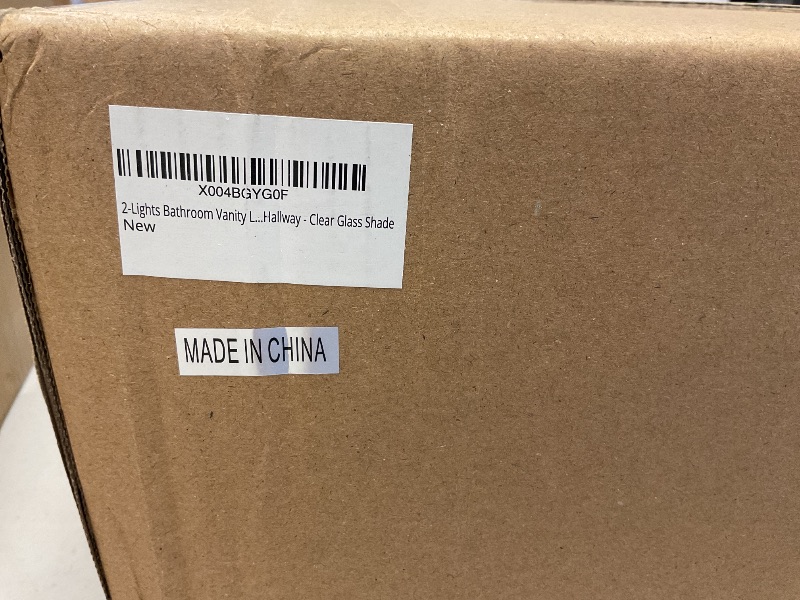 X004BGYG0F
2-Lights Bathroom Vanity L...Hallway - Clear Glass Shade
New
MADE IN CHINA